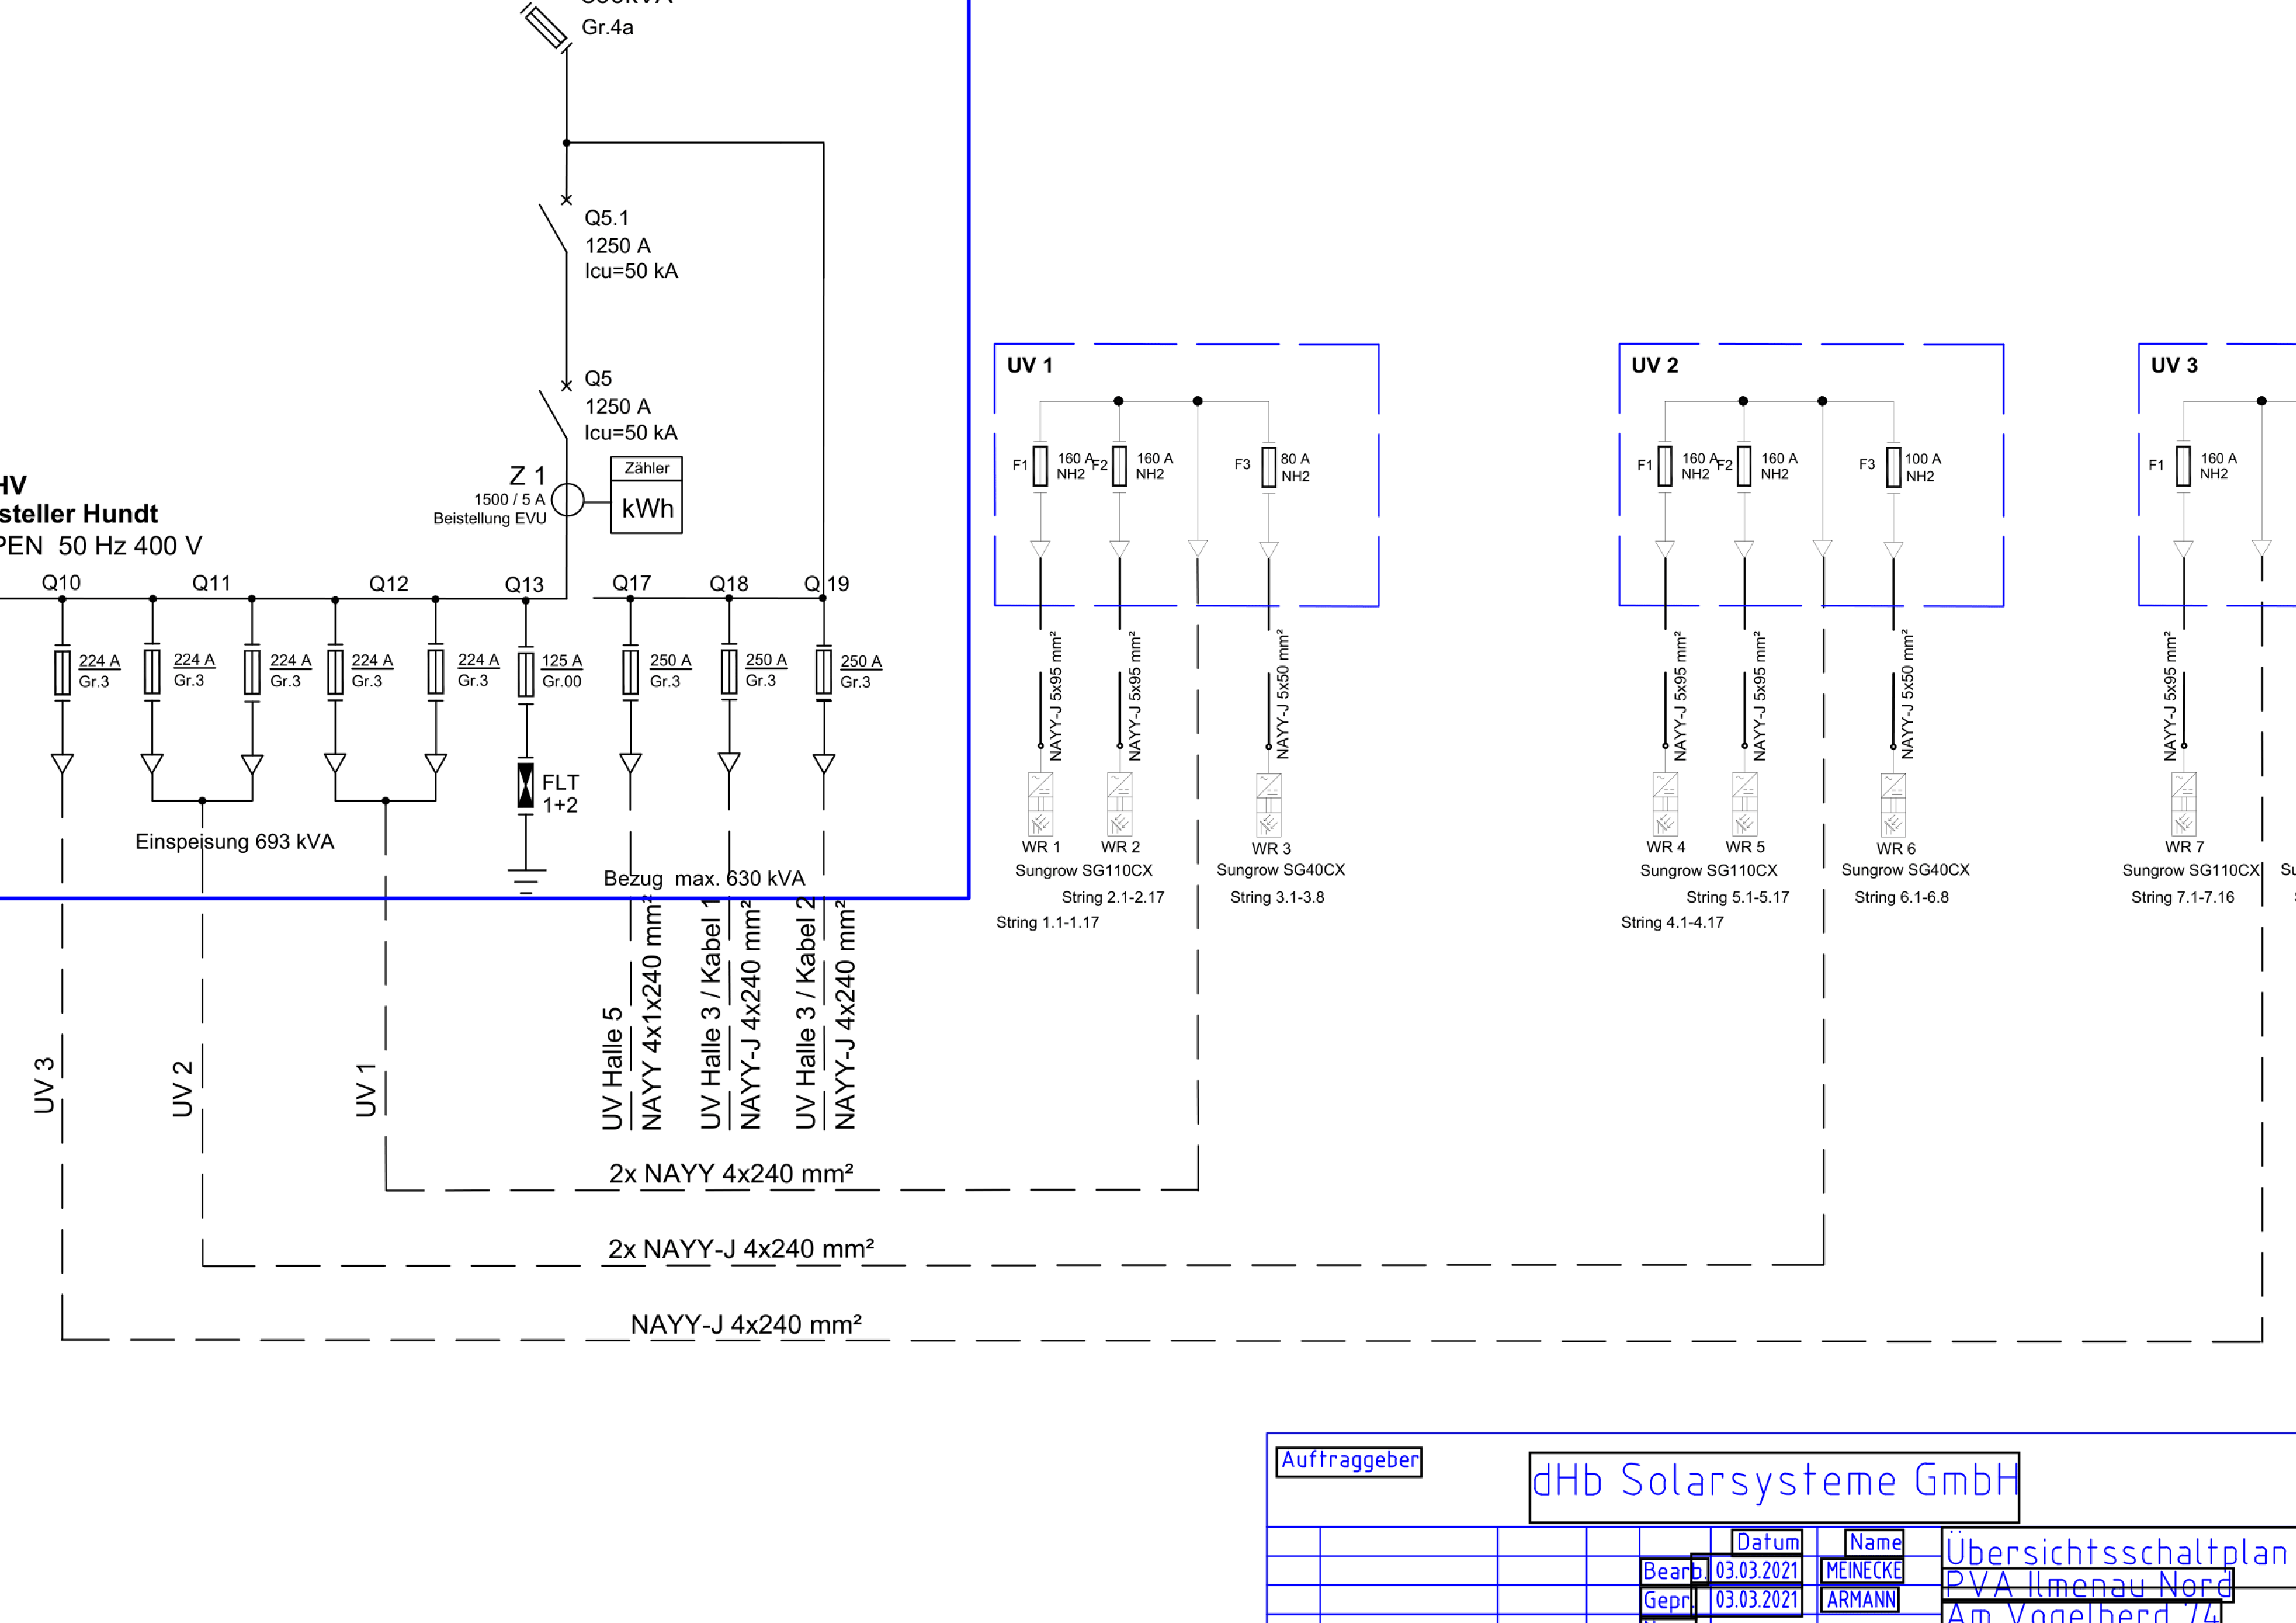 Gr.4a
Q5.1
1250 A
Icu=50 kA
Q5
1250 A
Icu=50 kA
Z 1
1500 / 5 A
Beistellung EVU
Zähler
kWh
HV
steller Hundt
PEN 50 Hz 400 V
Q10
Q11
Q12
Q13
Q17
Q18
Q 19
224 A
Gr.3
224 A
Gr.3
224 A
Gr.3
224 A
Gr.3
224 A
Gr.3
125 A
Gr.00
250 A
Gr.3
250 A
Gr.3
250 A
Gr.3
FLT
1+2
Einspeisung 693 kVA
Bezug max. 630 kVA
UV 3
UV 2
UV 1
UV Halle 5
NAYY 4x1x240 mm²
UV Halle 3 / Kabel 1
NAYY-J 4x240 mm²
UV Halle 3 / Kabel 2
NAYY-J 4x240 mm²
2x NAYY 4x240 mm²
2x NAYY-J 4x240 mm²
NAYY-J 4x240 mm²
UV 1
F1
160 A
NH2
F2
160 A
NH2
F3
80 A
NH2
NAYY-J 5x95 mm²
NAYY-J 5x95 mm²
NAYY-J 5x50 mm²
WR 1
WR 2
WR 3
Sungrow SG110CX
Sungrow SG40CX
String 2.1-2.17
String 3.1-3.8
String 1.1-1.17
UV 2
F1
160 A
NH2
F2
160 A
NH2
F3
100 A
NH2
NAYY-J 5x95 mm²
NAYY-J 5x95 mm²
NAYY-J 5x50 mm²
WR 4
WR 5
WR 6
Sungrow SG110CX
Sungrow SG40CX
String 5.1-5.17
String 6.1-6.8
String 4.1-4.17
UV 3
F1
160 A
NH2
NAYY-J 5x95 mm²
WR 7
Sungrow SG110CX
Su
String 7.1-7.16
Auftraggeber
dHb Solarsysteme GmbH
Datum
Name
Bearb.
03.03.2021
MEINECKE
Gepr.
03.03.2021
ARMANN
Übersichtsschaltplan
PVA Ilmenau Nord
Am Vogelherd 74